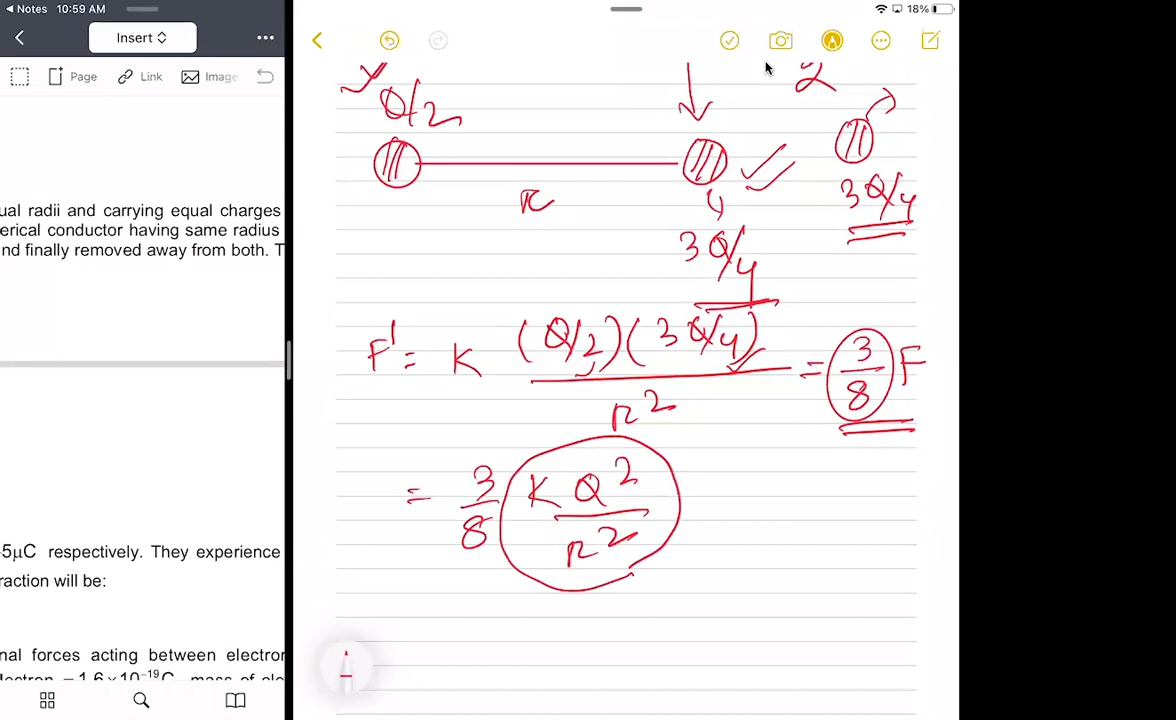 Notes 10:59 AM
18%
Insert
Page Link Image
ual radii and carrying equal charges
erical conductor having same radius
nd finally removed away from both. T
-5μC respectively. They experience
raction will be:
nal forces acting between electror
Q/2
2
r
3Q/4
3Q/4
F' = K (Q/2)(3Q/4) / r² = 3/8 F
= 3/8 KQ²/r²